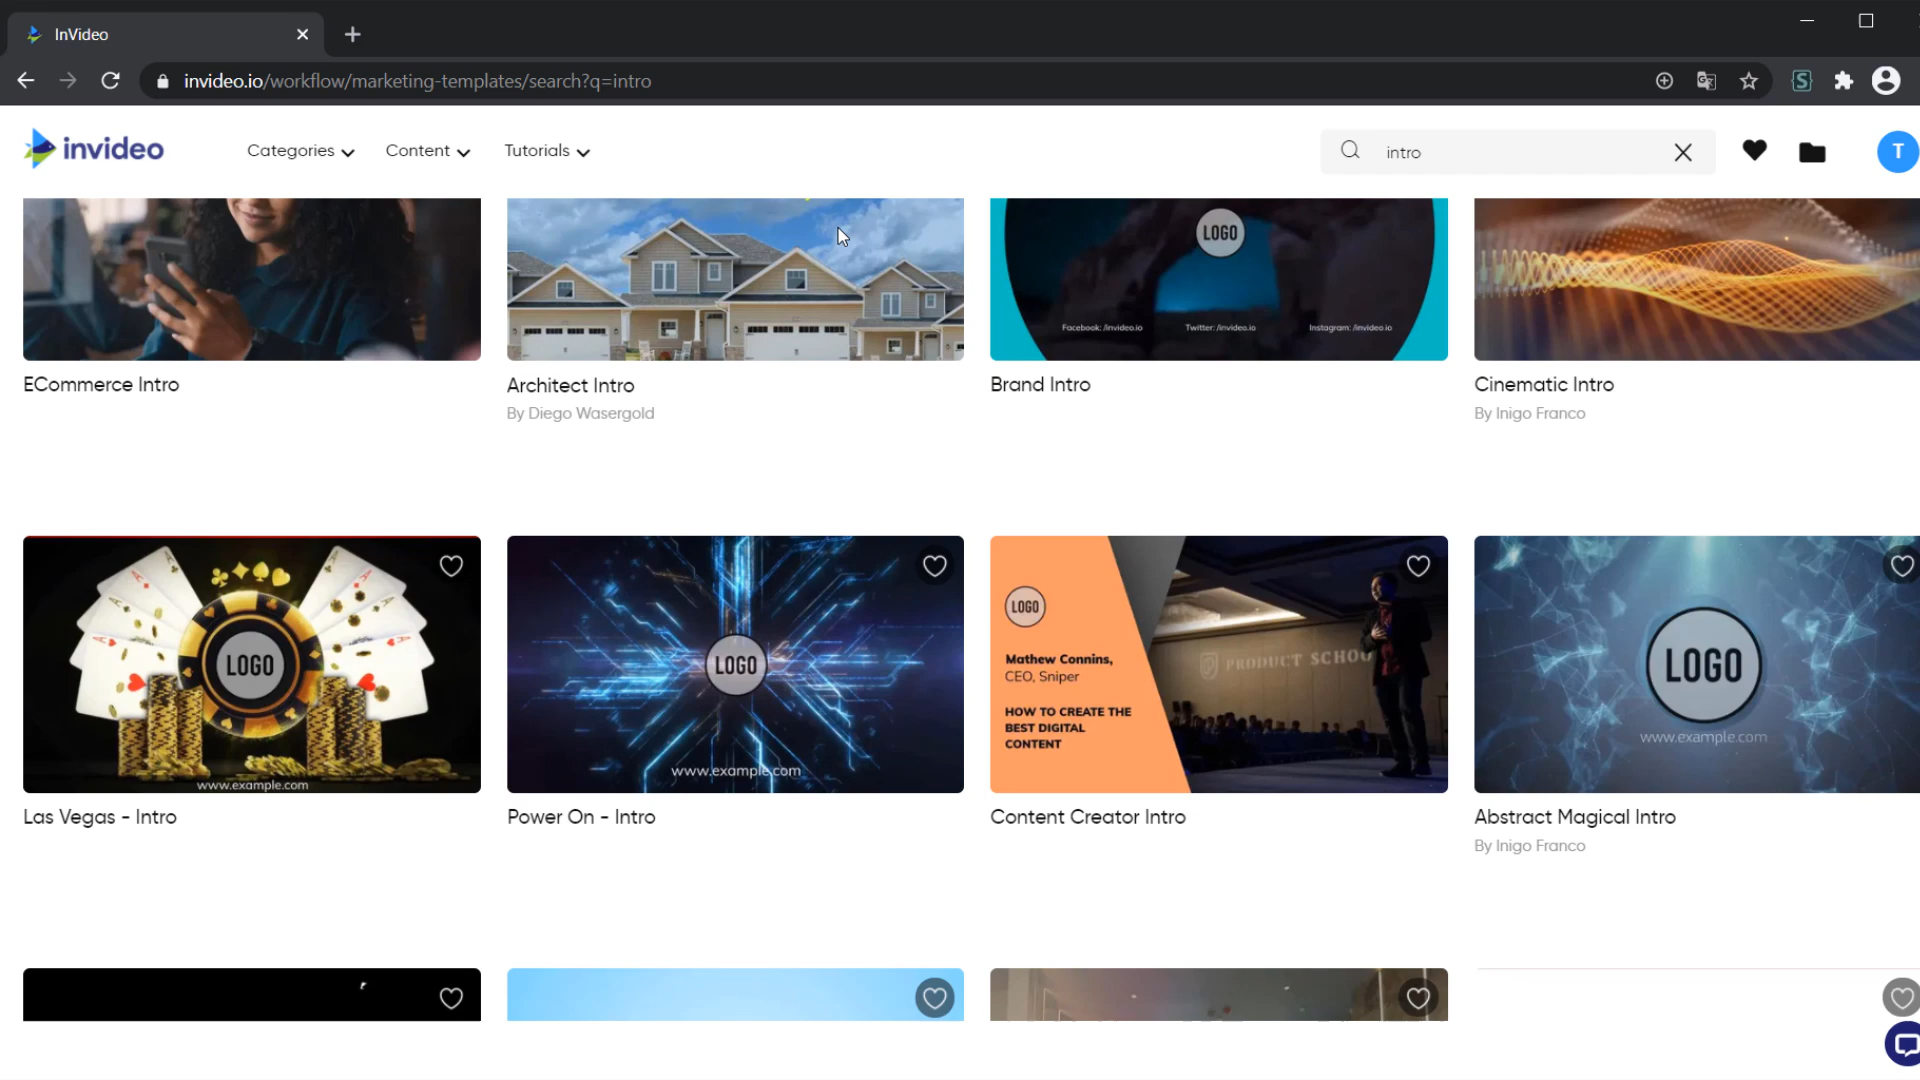 InVideo
invideo.io/workflow/marketing-templates/search?q=intro
invideo
Categories
Content
Tutorials
intro
T
LOGO
Facebook: /invideo.io
Twitter: /invideo.io
Instagram: /invideo.io
ECommerce Intro
Architect Intro
By Diego Wasergold
Brand Intro
Cinematic Intro
By Inigo Franco
LOGO
www.example.com
LOGO
www.example.com
LOGO
Mathew Connins,
CEO, Sniper
HOW TO CREATE THE
BEST DIGITAL
CONTENT
PRODUCT SCHOO
LOGO
www.example.com
Las Vegas - Intro
Power On - Intro
Content Creator Intro
Abstract Magical Intro
By Inigo Franco